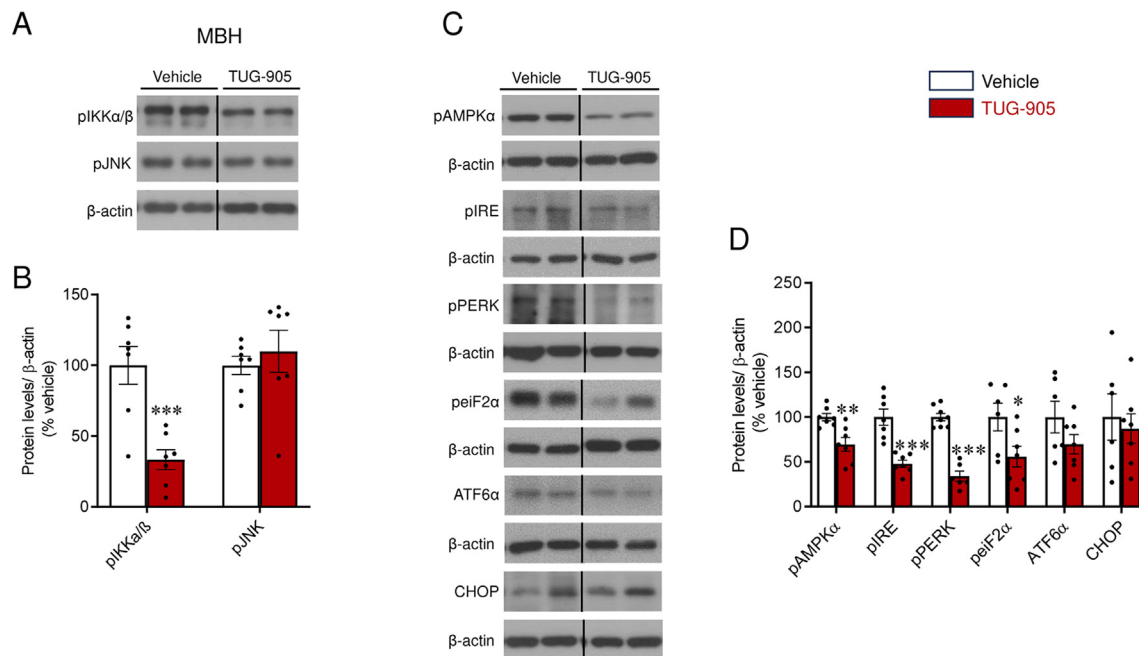 A
MBH
Vehicle
TUG-905
pIKKα/β
pJNK
β-actin
B
Protein levels/ β-actin
(% vehicle)
150
100
50
0
***
pIKKa/ß
pJNK
C
Vehicle
TUG-905
pAMPKα
β-actin
pIRE
β-actin
pPERK
β-actin
peiF2α
β-actin
ATF6α
β-actin
CHOP
β-actin
Vehicle
TUG-905
D
Protein levels/ β-actin
(% vehicle)
250
200
150
100
50
0
**
***
***
*
pAMPKα
pIRE
pPERK
peiF2α
ATF6α
CHOP